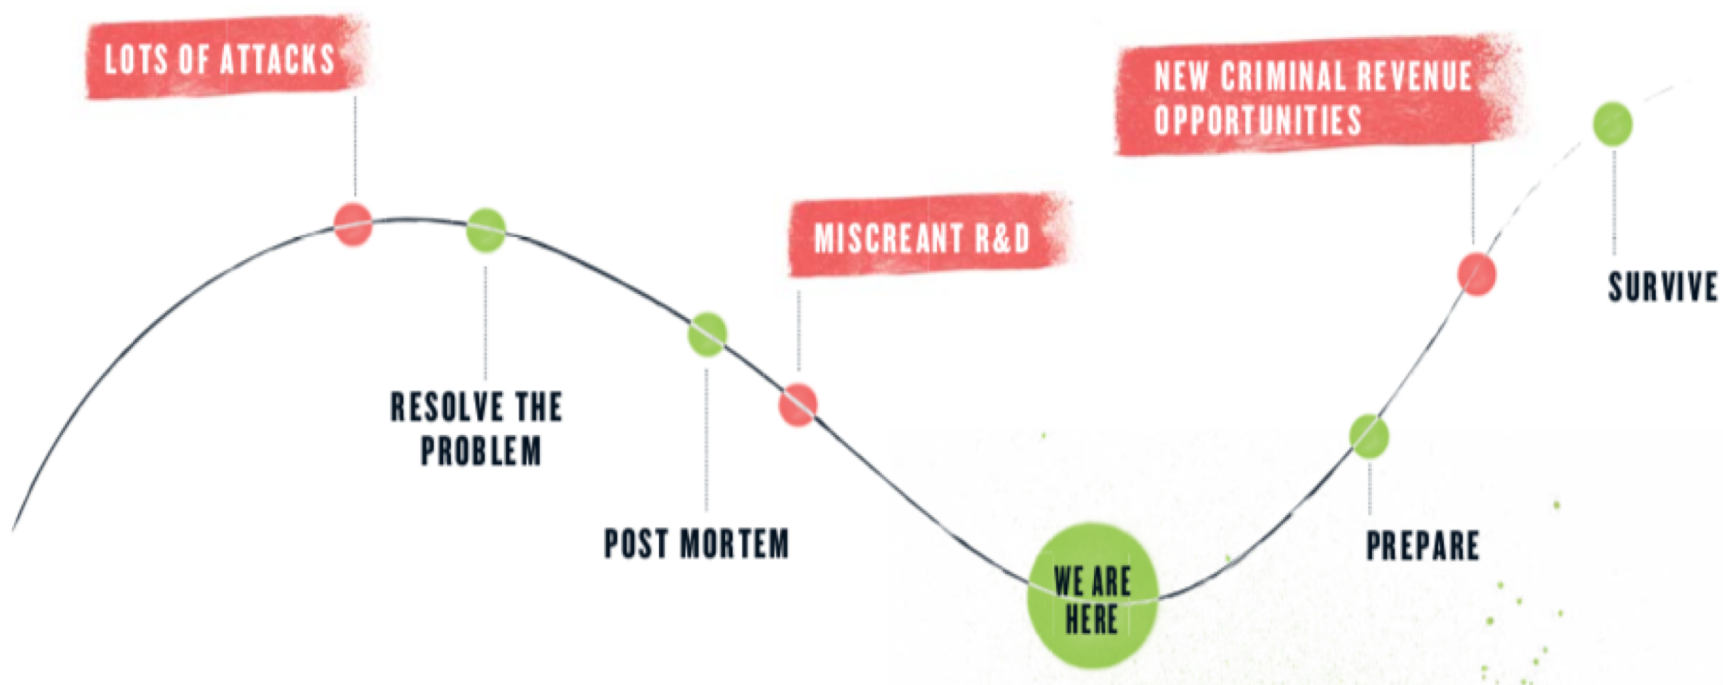 LOTS OF ATTACKS
NEW CRIMINAL REVENUE
OPPORTUNITIES
MISCREANT R&D
SURVIVE
RESOLVE THE
PROBLEM
POST MORTEM
WE ARE
HERE
PREPARE